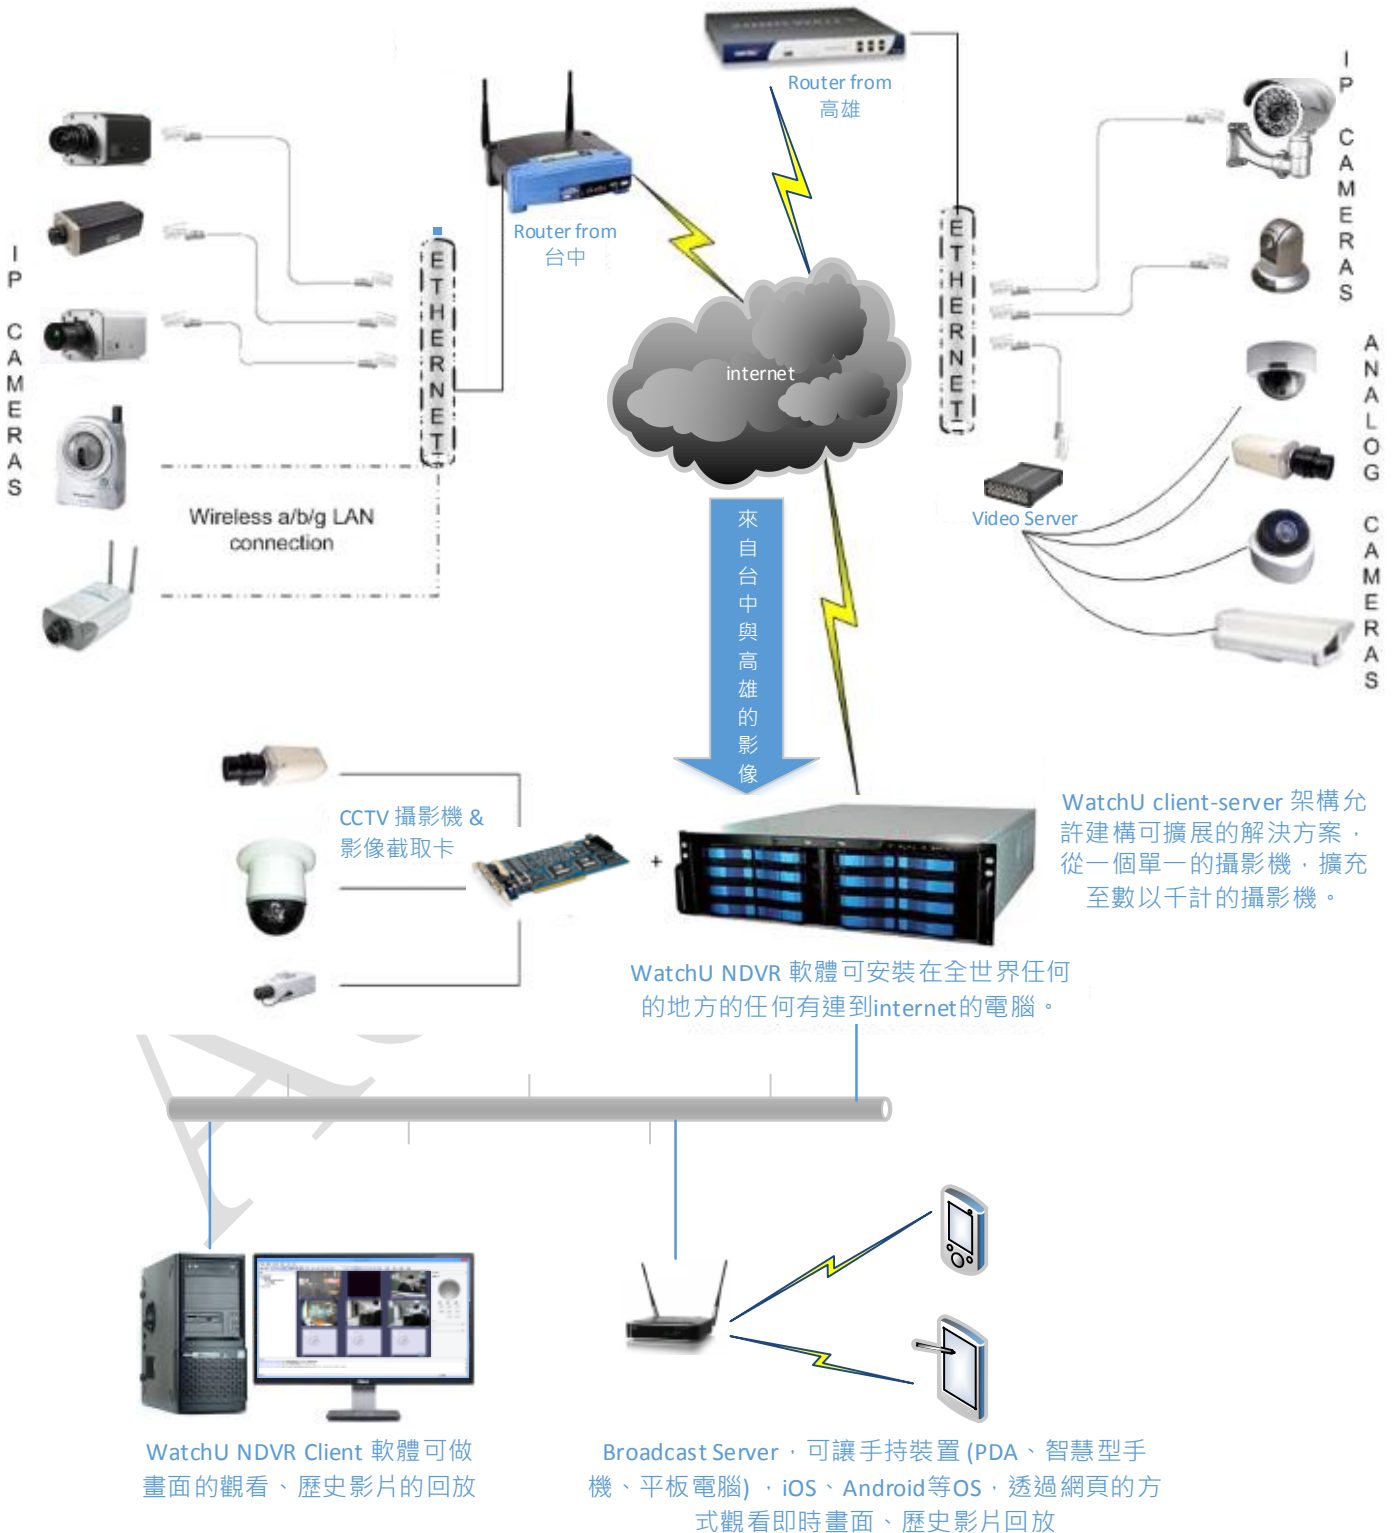 Router from
高雄
Router from
台中
IP CAMERAS
ETHERNET
Wireless a/b/g LAN
connection
internet
ETHERNET
IP CAMERAS
ANALOG CAMERAS
Video Server
來自台中與高雄的影像
CCTV 攝影機 &
影像截取卡
+
WatchU client-server 架構允
許建構可擴展的解決方案，
從一個單一的攝影機，擴充
至數以千計的攝影機。
WatchU NDVR 軟體可安裝在全世界任何
的地方的任何有連到internet的電腦。
WatchU NDVR Client 軟體可做
畫面的觀看、歷史影片的回放
Broadcast Server，可讓手持裝置 (PDA、智慧型手
機、平板電腦) ，iOS、Android等OS，透過網頁的方
式觀看即時畫面、歷史影片回放